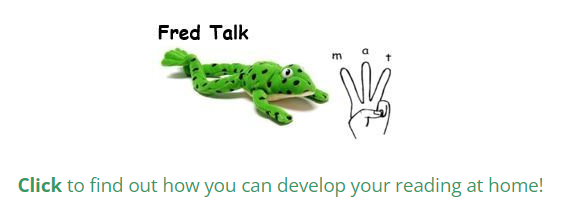 Fred Talk
m a t
Click to find out how you can develop your reading at home!